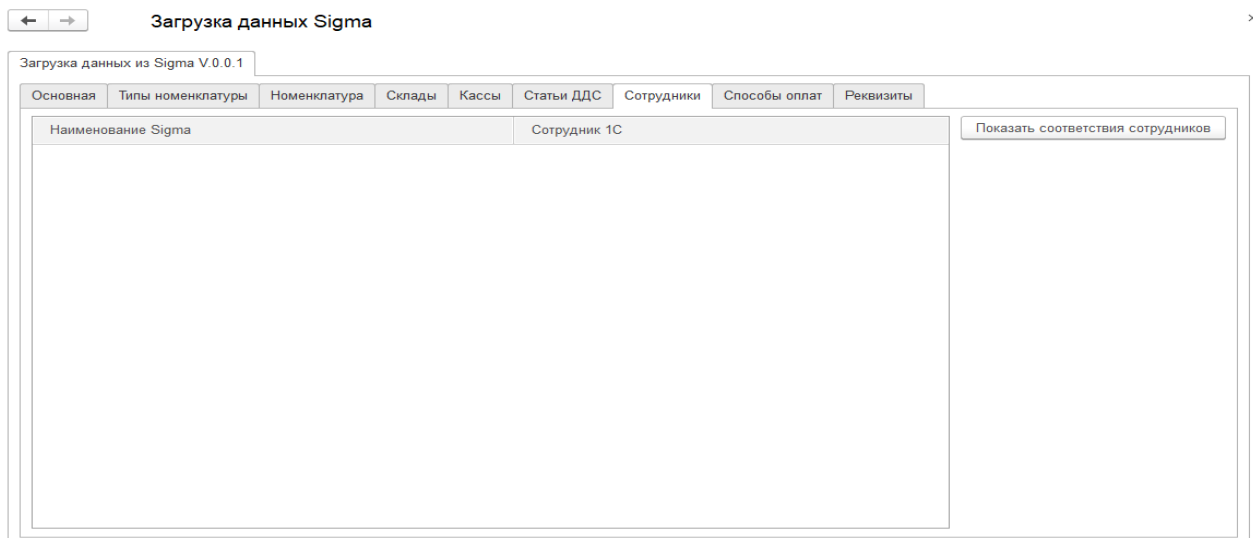 Загрузка данных Sigma
Загрузка данных из Sigma V.0.0.1
Основная Типы номенклатуры Номенклатура Склады Кассы Статьи ДДС Сотрудники Способы оплат Реквизиты
Наименование Sigma Сотрудник 1С Показать соответствия сотрудников